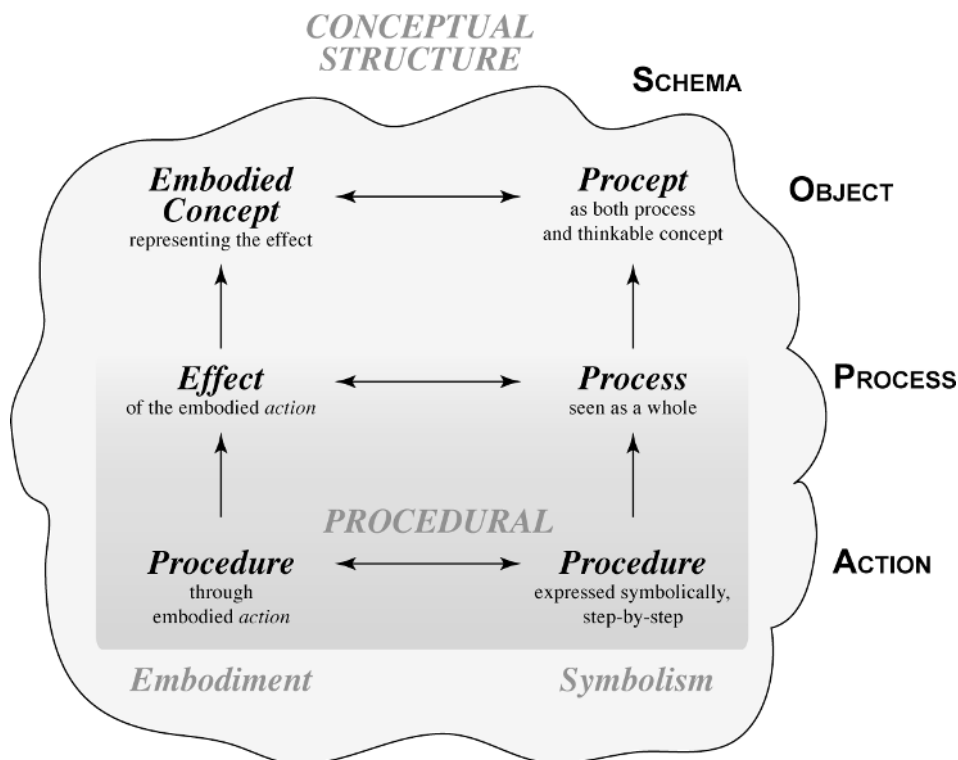 CONCEPTUAL
STRUCTURE
SCHEMA
Embodied
Concept
representing the effect
Procept
as both process
and thinkable concept
OBJECT
Effect
of the embodied action
Process
seen as a whole
PROCESS
PROCEDURAL
Procedure
through
embodied action
Procedure
expressed symbolically,
step-by-step
ACTION
Embodiment
Symbolism